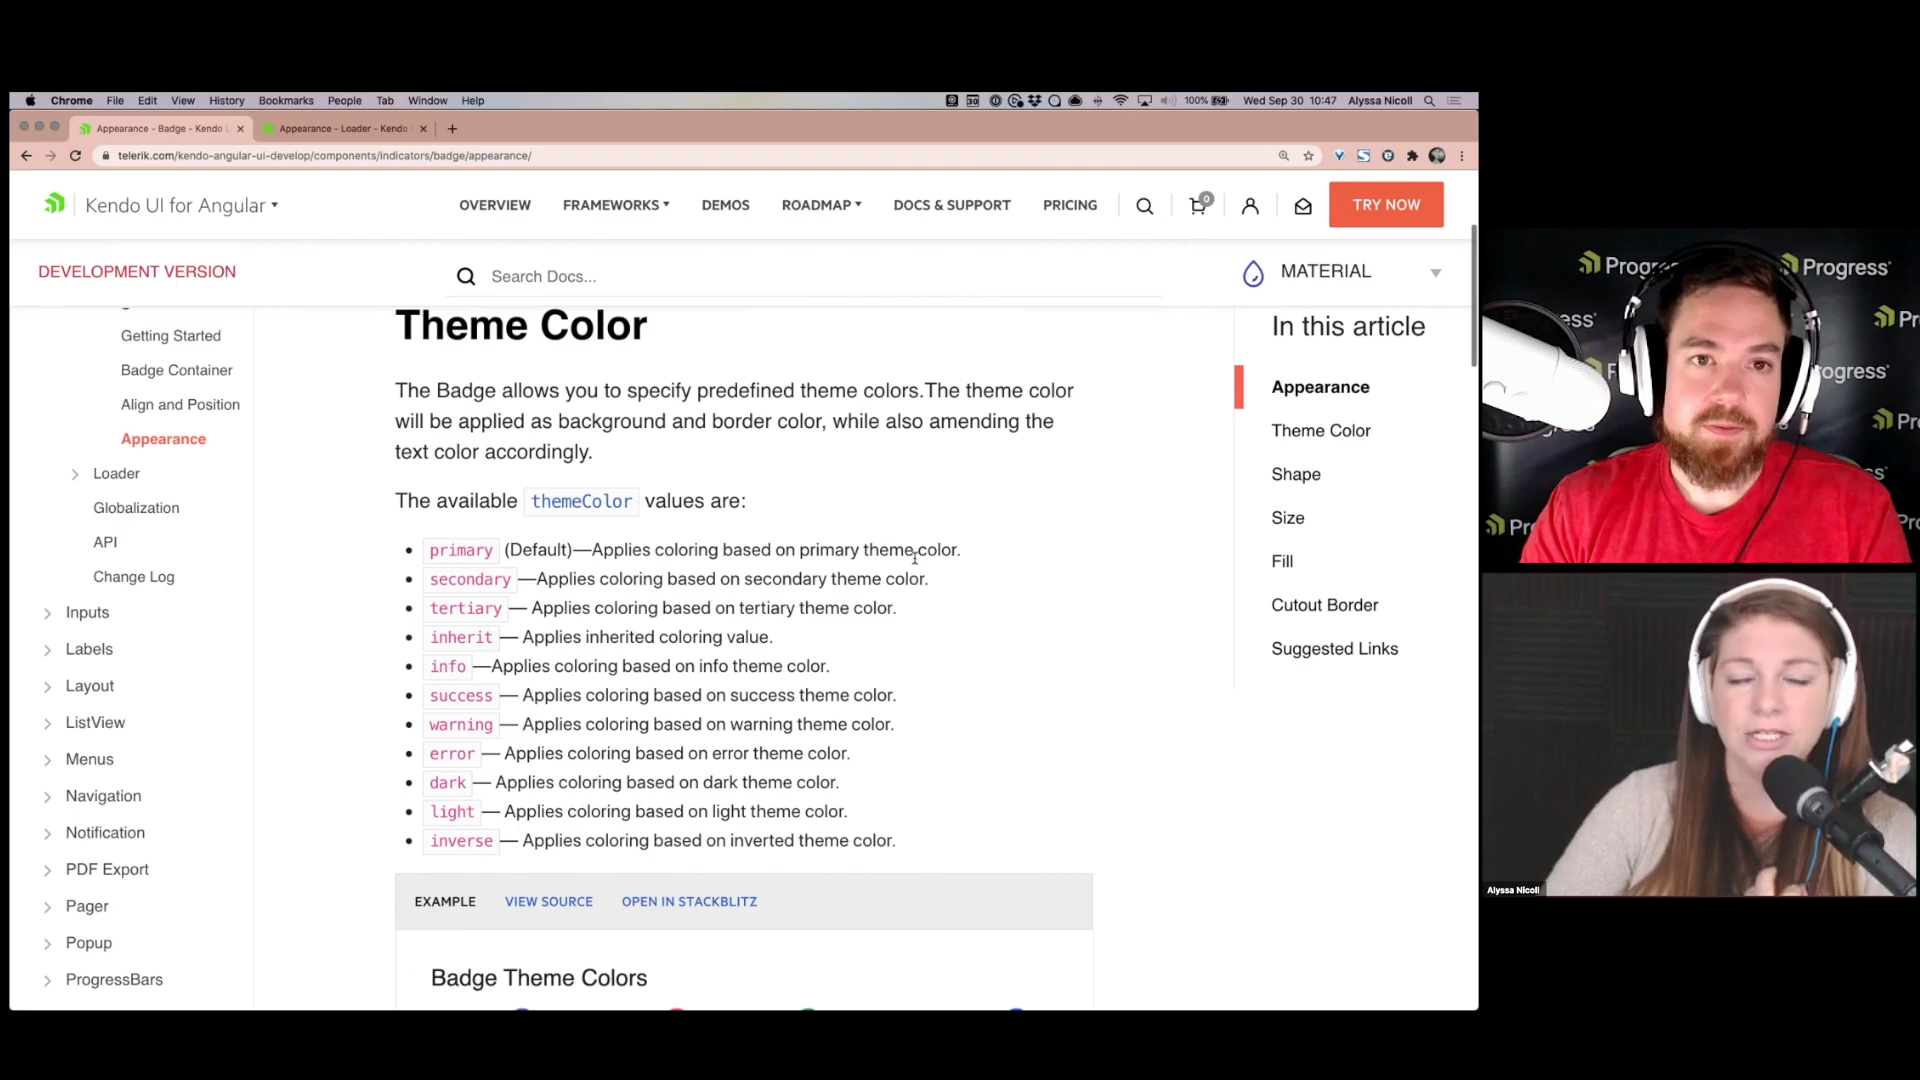 Chrome File Edit View History Bookmarks People Tab Window Help
100% Wed Sep 30 10:47 Alyssa Nicoll
Appearance - Badge - Kendo
Appearance - Loader - Kendo
telerik.com/kendo-angular-ui-develop/components/indicators/badge/appearance/
Kendo UI for Angular
OVERVIEW FRAMEWORKS DEMOS ROADMAP DOCS & SUPPORT PRICING
0
TRY NOW
DEVELOPMENT VERSION
Search Docs...
MATERIAL
Getting Started
Badge Container
Align and Position
Appearance
Loader
Globalization
API
Change Log
Inputs
Labels
Layout
ListView
Menus
Navigation
Notification
PDF Export
Pager
Popup
ProgressBars
Theme Color
The Badge allows you to specify predefined theme colors.The theme color
will be applied as background and border color, while also amending the
text color accordingly.
The available themeColor values are:
primary (Default)—Applies coloring based on primary theme color.
secondary —Applies coloring based on secondary theme color.
tertiary — Applies coloring based on tertiary theme color.
inherit — Applies inherited coloring value.
info —Applies coloring based on info theme color.
success — Applies coloring based on success theme color.
warning — Applies coloring based on warning theme color.
error — Applies coloring based on error theme color.
dark — Applies coloring based on dark theme color.
light — Applies coloring based on light theme color.
inverse — Applies coloring based on inverted theme color.
EXAMPLE VIEW SOURCE OPEN IN STACKBLITZ
Badge Theme Colors
In this article
Appearance
Theme Color
Shape
Size
Fill
Cutout Border
Suggested Links
Progress
Alyssa Nicoll